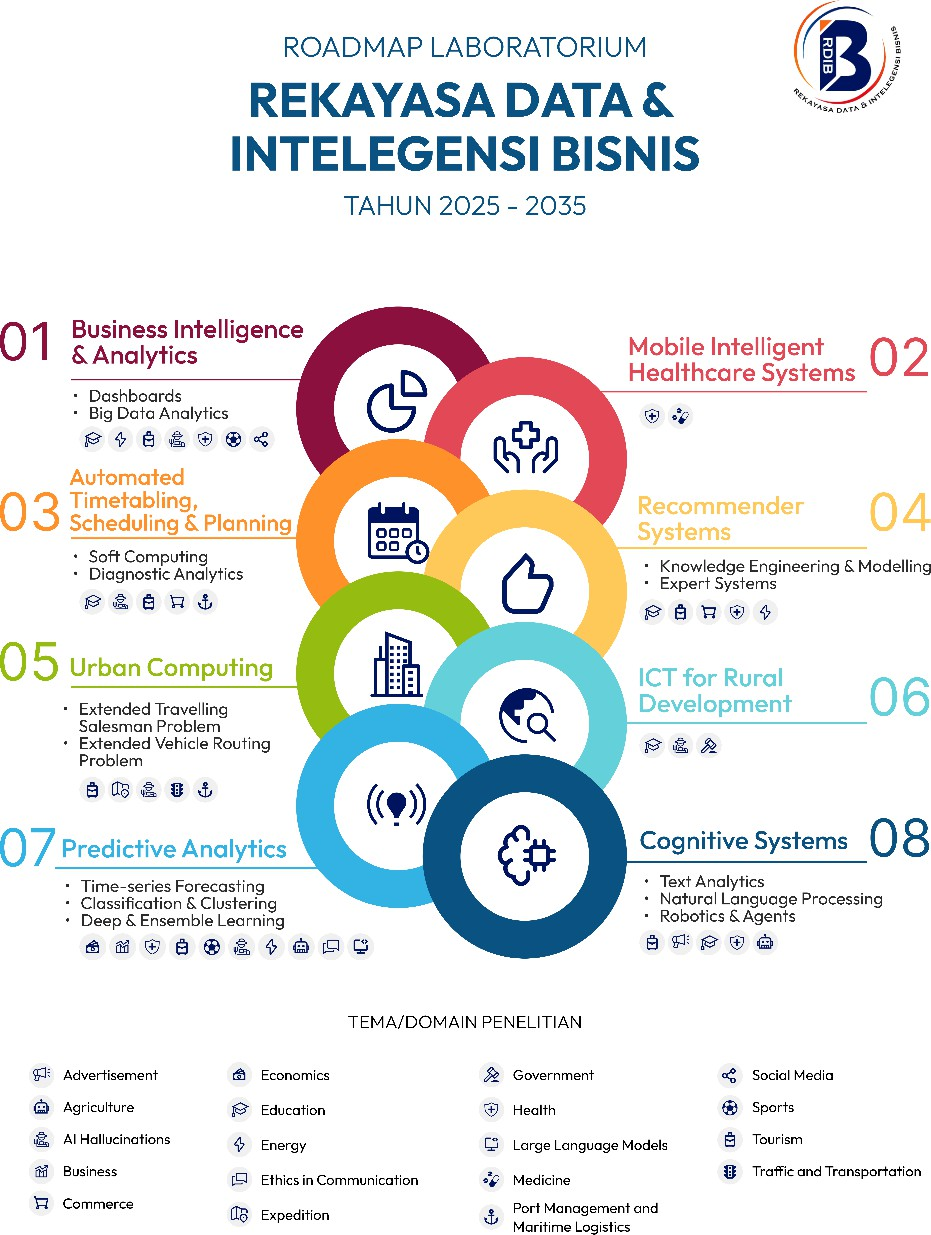 ROADMAP LABORATORIUM
REKAYASA DATA &
INTELEGENSI BISNIS
TAHUN 2025 - 2035
RDIB
B
REKAYASA DATA & INTELEGENSI BISNIS
01
Business Intelligence
& Analytics
• Dashboards
• Big Data Analytics
02
Mobile Intelligent
Healthcare Systems
03
Automated
Timetabling,
Scheduling & Planning
• Soft Computing
• Diagnostic Analytics
04
Recommender
Systems
• Knowledge Engineering & Modelling
• Expert Systems
05
Urban Computing
• Extended Travelling
Salesman Problem
• Extended Vehicle Routing
Problem
06
ICT for Rural
Development
07
Predictive Analytics
• Time-series Forecasting
• Classification & Clustering
• Deep & Ensemble Learning
08
Cognitive Systems
• Text Analytics
• Natural Language Processing
• Robotics & Agents
TEMA/DOMAIN PENELITIAN
Advertisement
Agriculture
AI Hallucinations
Business
Commerce
Economics
Education
Energy
Ethics in Communication
Expedition
Government
Health
Large Language Models
Medicine
Port Management and
Maritime Logistics
Social Media
Sports
Tourism
Traffic and Transportation